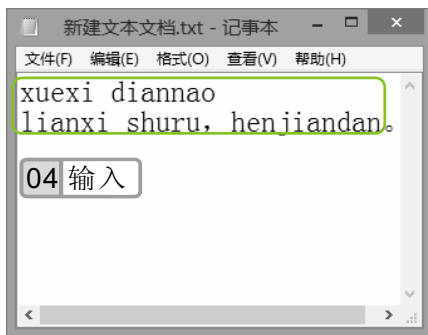 新建文本文档.txt - 记事本
文件(F) 编辑(E) 格式(O) 查看(V) 帮助(H)
xuexi diannao
lianxi shuru，henjiandan。
04 输入